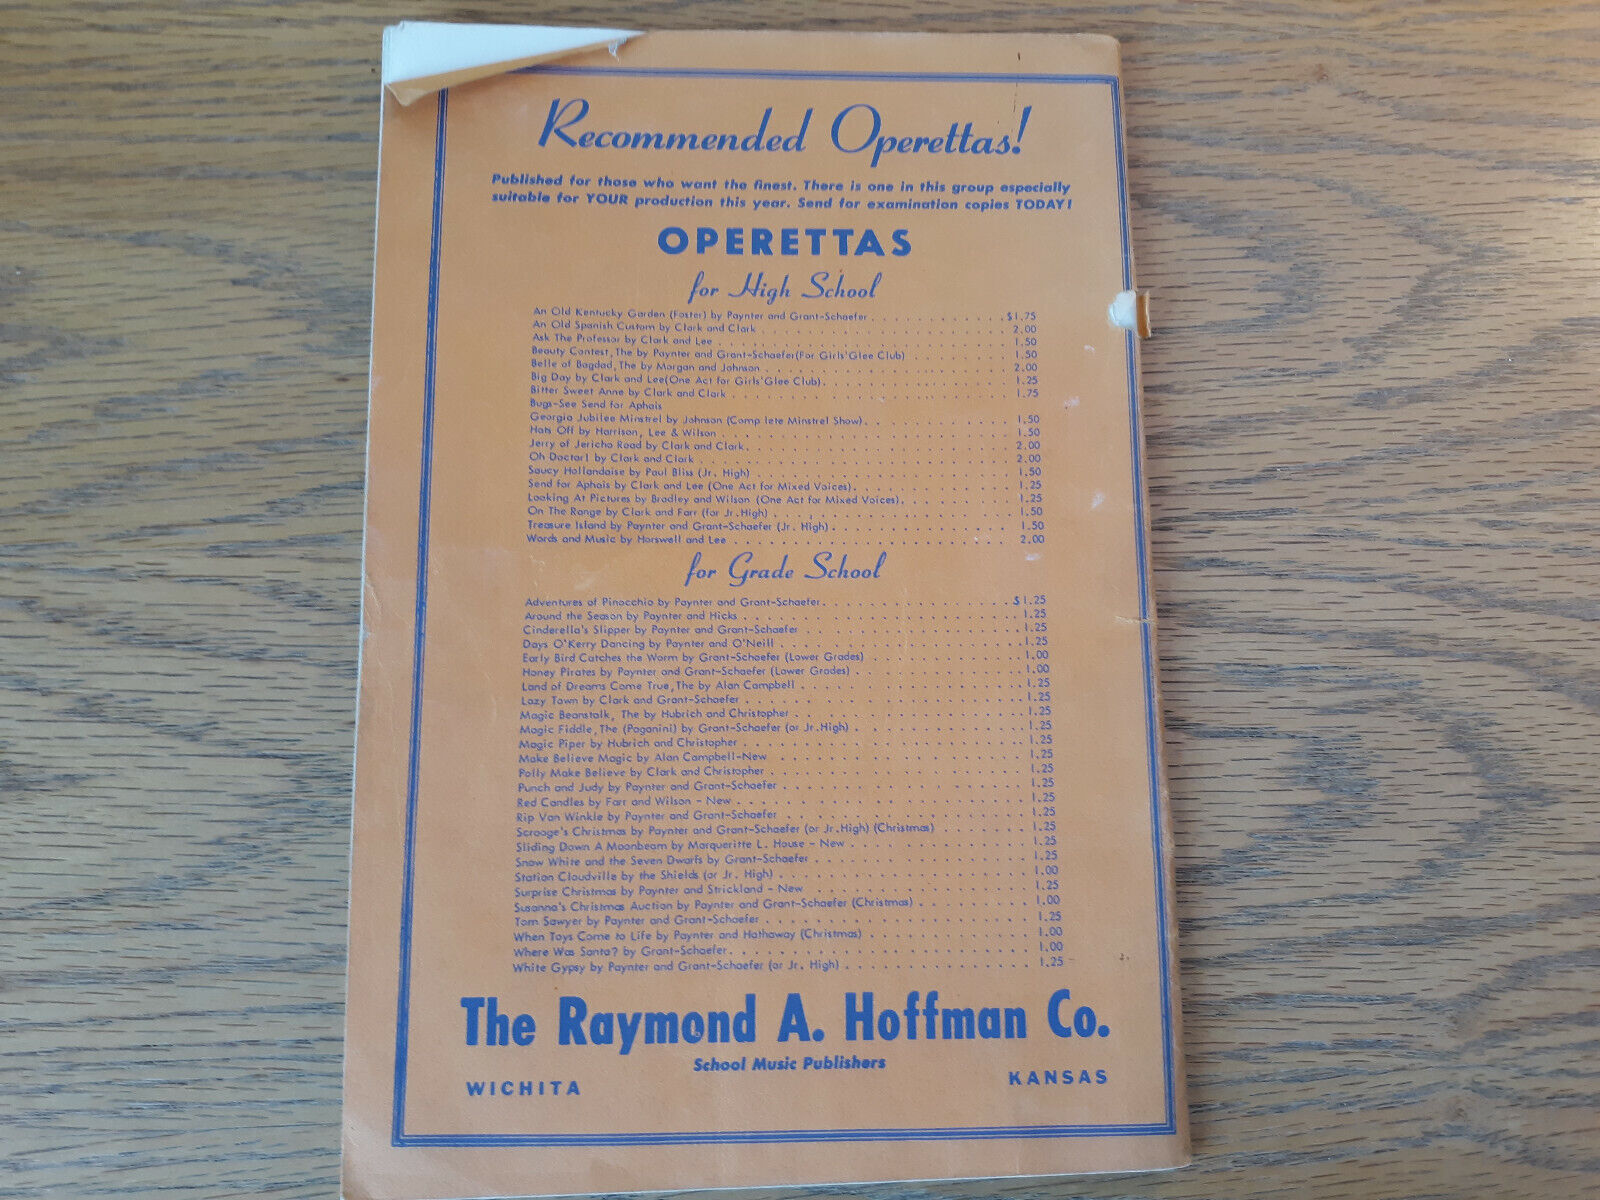 Recommended Operettas!
Published for those who want the finest. There is one in this group especially
suitable for YOUR production this year. Send for examination copies TODAY!
OPERETTAS
for High School
An Old Kentucky Garden (Foster) by Paynter and Grant-Schaefer . . . . . . . . . . . . . $1.75
An Old Spanish Custom by Clark and Clark . . . . . . . . . . . . . . . . . . . . . . 2.00
Ask The Professor by Clark and Lee . . . . . . . . . . . . . . . . . . . . . . . . 1.50
Beauty Contest, The by Paynter and Grant-Schaefer(For Girls'Glee Club) . . . . . . . . . 1.50
Belle of Bagdad, The by Morgan and Johnson . . . . . . . . . . . . . . . . . . . . . 2.00
Big Day by Clark and Lee(One Act for Girls'Glee Club). . . . . . . . . . . . . . . . . 1.25
Bitter Sweet Anne by Clark and Clark . . . . . . . . . . . . . . . . . . . . . . . . 1.75
Bugs-See Send for Aphais
Georgia Jubilee Minstrel by Johnson (Complete Minstrel Show). . . . . . . . . . . . . 1.50
Hats Off by Harrison, Lee & Wilson . . . . . . . . . . . . . . . . . . . . . . . . . 1.50
Jerry of Jericho Road by Clark and Clark. . . . . . . . . . . . . . . . . . . . . . . 2.00
Oh Doctor! by Clark and Clark . . . . . . . . . . . . . . . . . . . . . . . . . . . 2.00
Saucy Hollandaise by Paul Bliss (Jr. High) . . . . . . . . . . . . . . . . . . . . . . 1.50
Send for Aphais by Clark and Lee (One Act for Mixed Voices). . . . . . . . . . . . . . 1.25
Looking At Pictures by Bradley and Wilson (One Act for Mixed Voices). . . . . . . . . . 1.25
On The Range by Clark and Farr (for Jr.High) . . . . . . . . . . . . . . . . . . . . . 1.50
Treasure Island by Paynter and Grant-Schaefer (Jr. High). . . . . . . . . . . . . . . . 1.50
Words and Music by Horswell and Lee . . . . . . . . . . . . . . . . . . . . . . . . 2.00
for Grade School
Adventures of Pinocchio by Paynter and Grant-Schaefer. . . . . . . . . . . . . . . . . $1.25
Around the Season by Paynter and Hicks . . . . . . . . . . . . . . . . . . . . . . . 1.25
Cinderella's Slipper by Paynter and Grant-Schaefer . . . . . . . . . . . . . . . . . . 1.25
Days O'Kerry Dancing by Paynter and O'Neill . . . . . . . . . . . . . . . . . . . . . 1.25
Early Bird Catches the Worm by Grant-Schaefer (Lower Grades) . . . . . . . . . . . . . 1.00
Honey Pirates by Paynter and Grant-Schaefer (Lower Grades) . . . . . . . . . . . . . . 1.00
Land of Dreams Come True, The by Alan Campbell . . . . . . . . . . . . . . . . . . . 1.25
Lazy Town by Clark and Grant-Schaefer . . . . . . . . . . . . . . . . . . . . . . . 1.25
Magic Beanstalk, The by Hubrich and Christopher . . . . . . . . . . . . . . . . . . . 1.25
Magic Fiddle, The (Paganini) by Grant-Schaefer (or Jr.High) . . . . . . . . . . . . . . 1.25
Magic Piper by Hubrich and Christopher . . . . . . . . . . . . . . . . . . . . . . . 1.25
Make Believe Magic by Alan Campbell-New . . . . . . . . . . . . . . . . . . . . . 1.25
Polly Make Believe by Clark and Christopher . . . . . . . . . . . . . . . . . . . . . 1.25
Punch and Judy by Paynter and Grant-Schaefer . . . . . . . . . . . . . . . . . . . . 1.25
Red Candles by Farr and Wilson - New . . . . . . . . . . . . . . . . . . . . . . . . 1.25
Rip Van Winkle by Paynter and Grant-Schaefer . . . . . . . . . . . . . . . . . . . . 1.25
Scrooge's Christmas by Paynter and Grant-Schaefer (or Jr.High) (Christmas) . . . . . . . 1.25
Sliding Down A Moonbeam by Marqueritte L. House - New . . . . . . . . . . . . . . . 1.25
Snow White and the Seven Dwarfs by Grant-Schaefer . . . . . . . . . . . . . . . . . 1.25
Station Cloudville by the Shields (or Jr. High) . . . . . . . . . . . . . . . . . . . . . 1.00
Surprise Christmas by Paynter and Strickland - New . . . . . . . . . . . . . . . . . . 1.25
Susanna's Christmas Auction by Paynter and Grant-Schaefer (Christmas) . . . . . . . . . 1.00
Tom Sawyer by Paynter and Grant-Schaefer . . . . . . . . . . . . . . . . . . . . . . 1.25
When Toys Come to Life by Paynter and Hathaway (Christmas) . . . . . . . . . . . . . 1.00
Where Was Santa? by Grant-Schaefer. . . . . . . . . . . . . . . . . . . . . . . . . 1.00
White Gypsy by Paynter and Grant-Schaefer (or Jr. High) . . . . . . . . . . . . . . . 1.25
The Raymond A. Hoffman Co.
School Music Publishers
WICHITA KANSAS